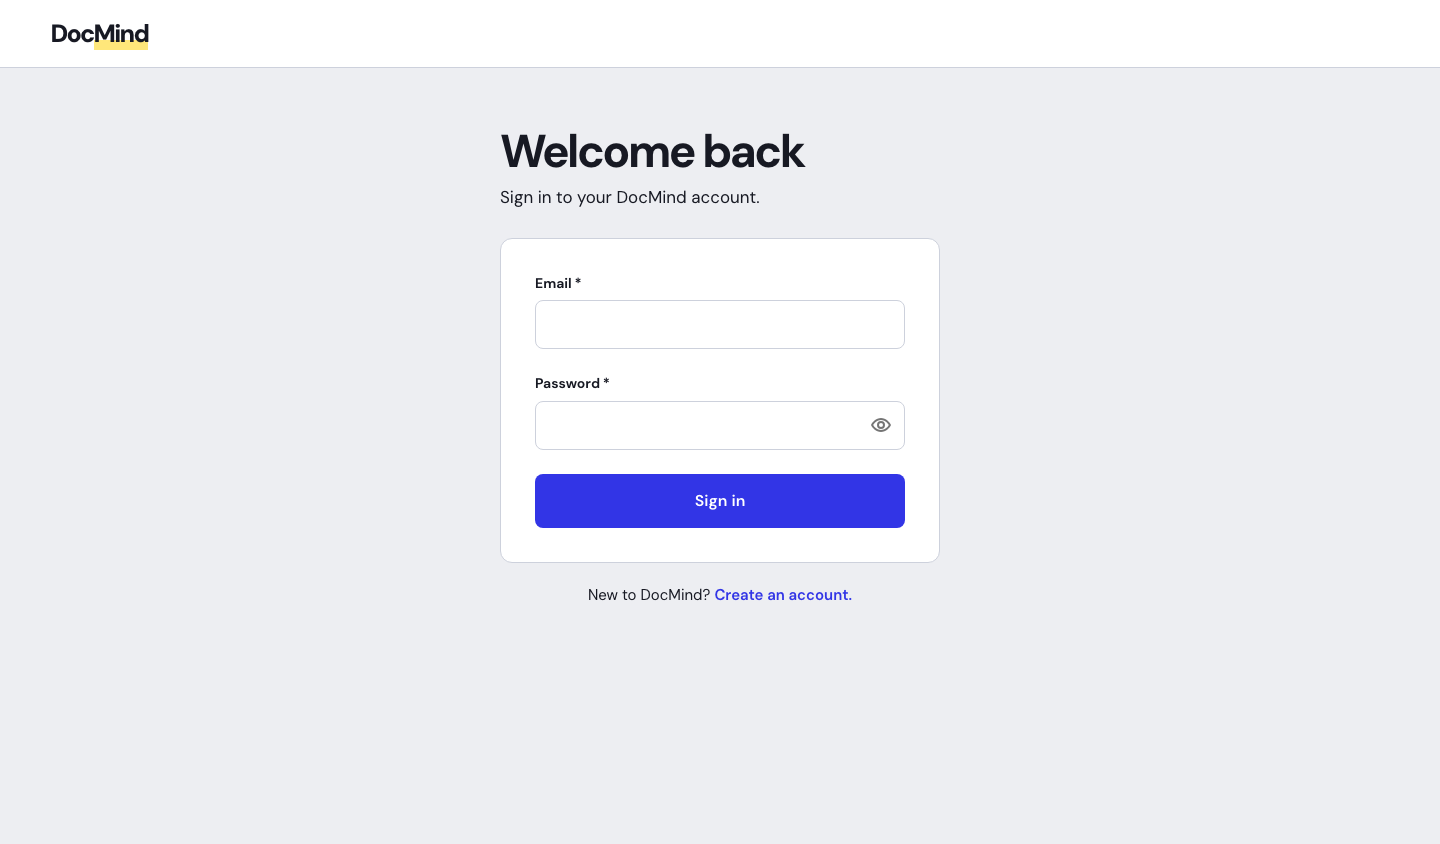 DocMind
Welcome back
Sign in to your DocMind account.
Email *
Password *
Sign in
New to DocMind? Create an account.